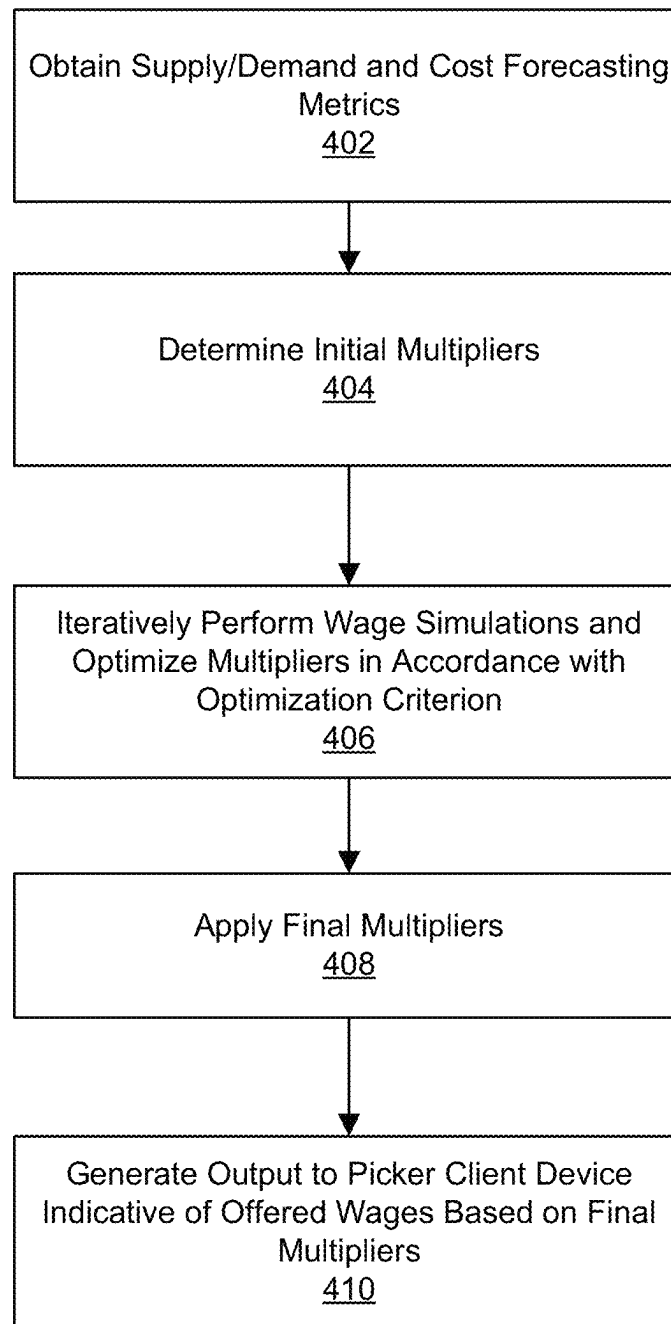 Obtain Supply/Demand and Cost Forecasting
Metrics
402
Determine Initial Multipliers
404
Iteratively Perform Wage Simulations and
Optimize Multipliers in Accordance with
Optimization Criterion
406
Apply Final Multipliers
408
Generate Output to Picker Client Device
Indicative of Offered Wages Based on Final
Multipliers
410